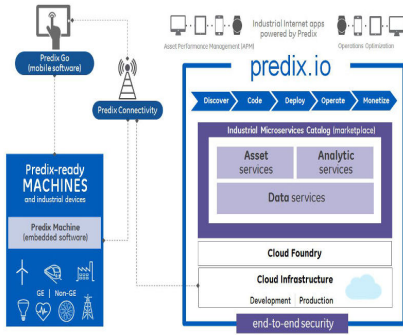 Industrial Internet apps
powered by Predix
Asset Performance Management (APM)
Operations Optimization
Predix Go
(mobile software)
Predix Connectivity
predix.io
Discover
Code
Deploy
Operate
Monetize
Industrial Microservices Catalog (marketplace)
Asset
services
Analytic
services
Data services
Predix-ready
MACHINES
and industrial devices
Predix Machine
(embedded software)
GE | Non-GE
Cloud Foundry
Cloud Infrastructure
Development | Production
end-to-end security